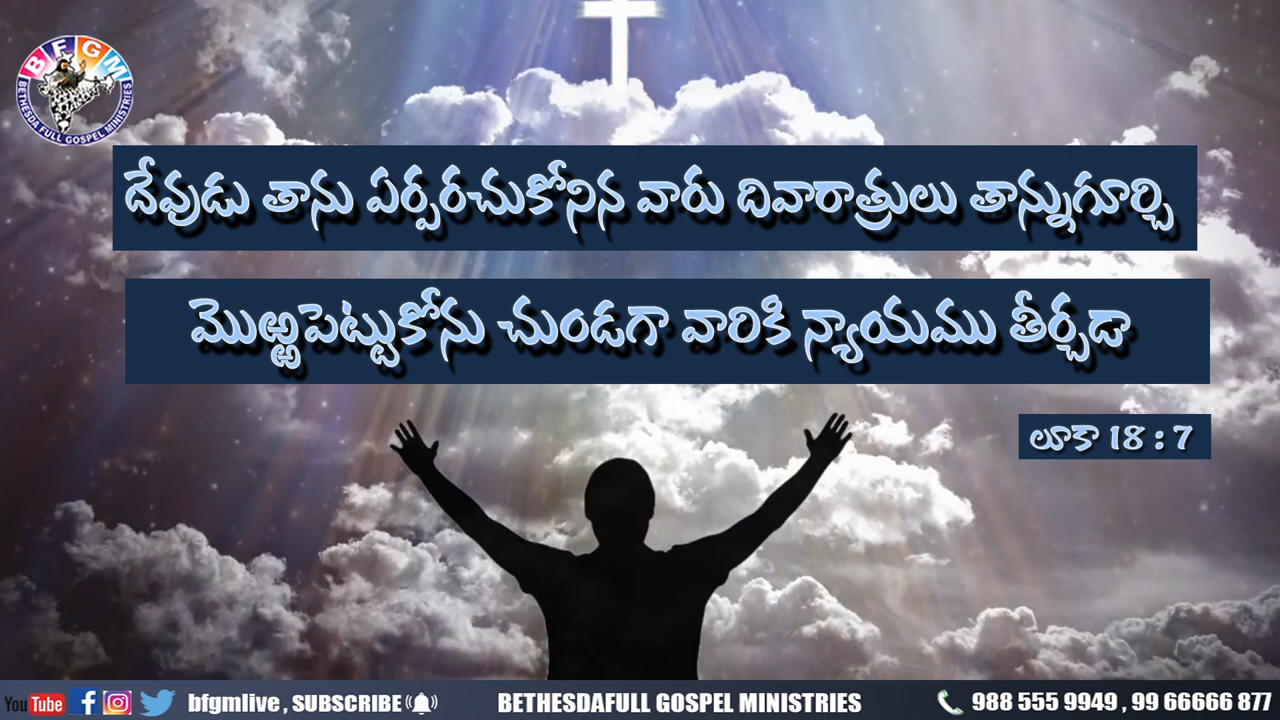 BFGM
BETHESDA FULL GOSPEL MINISTRIES
దేవుడు తాను ఏర్పరచుకోనిన వారు దివారాత్రులు తాన్నుగూర్చి
మొఱ్ఱపెట్టుకోను చుండగా వారికి న్యాయము తీర్చడా
లూకా 18 : 7
YouTube bfgmlive , SUBSCRIBE BETHESDAFULL GOSPEL MINISTRIES 988 555 9949 , 99 66666 877